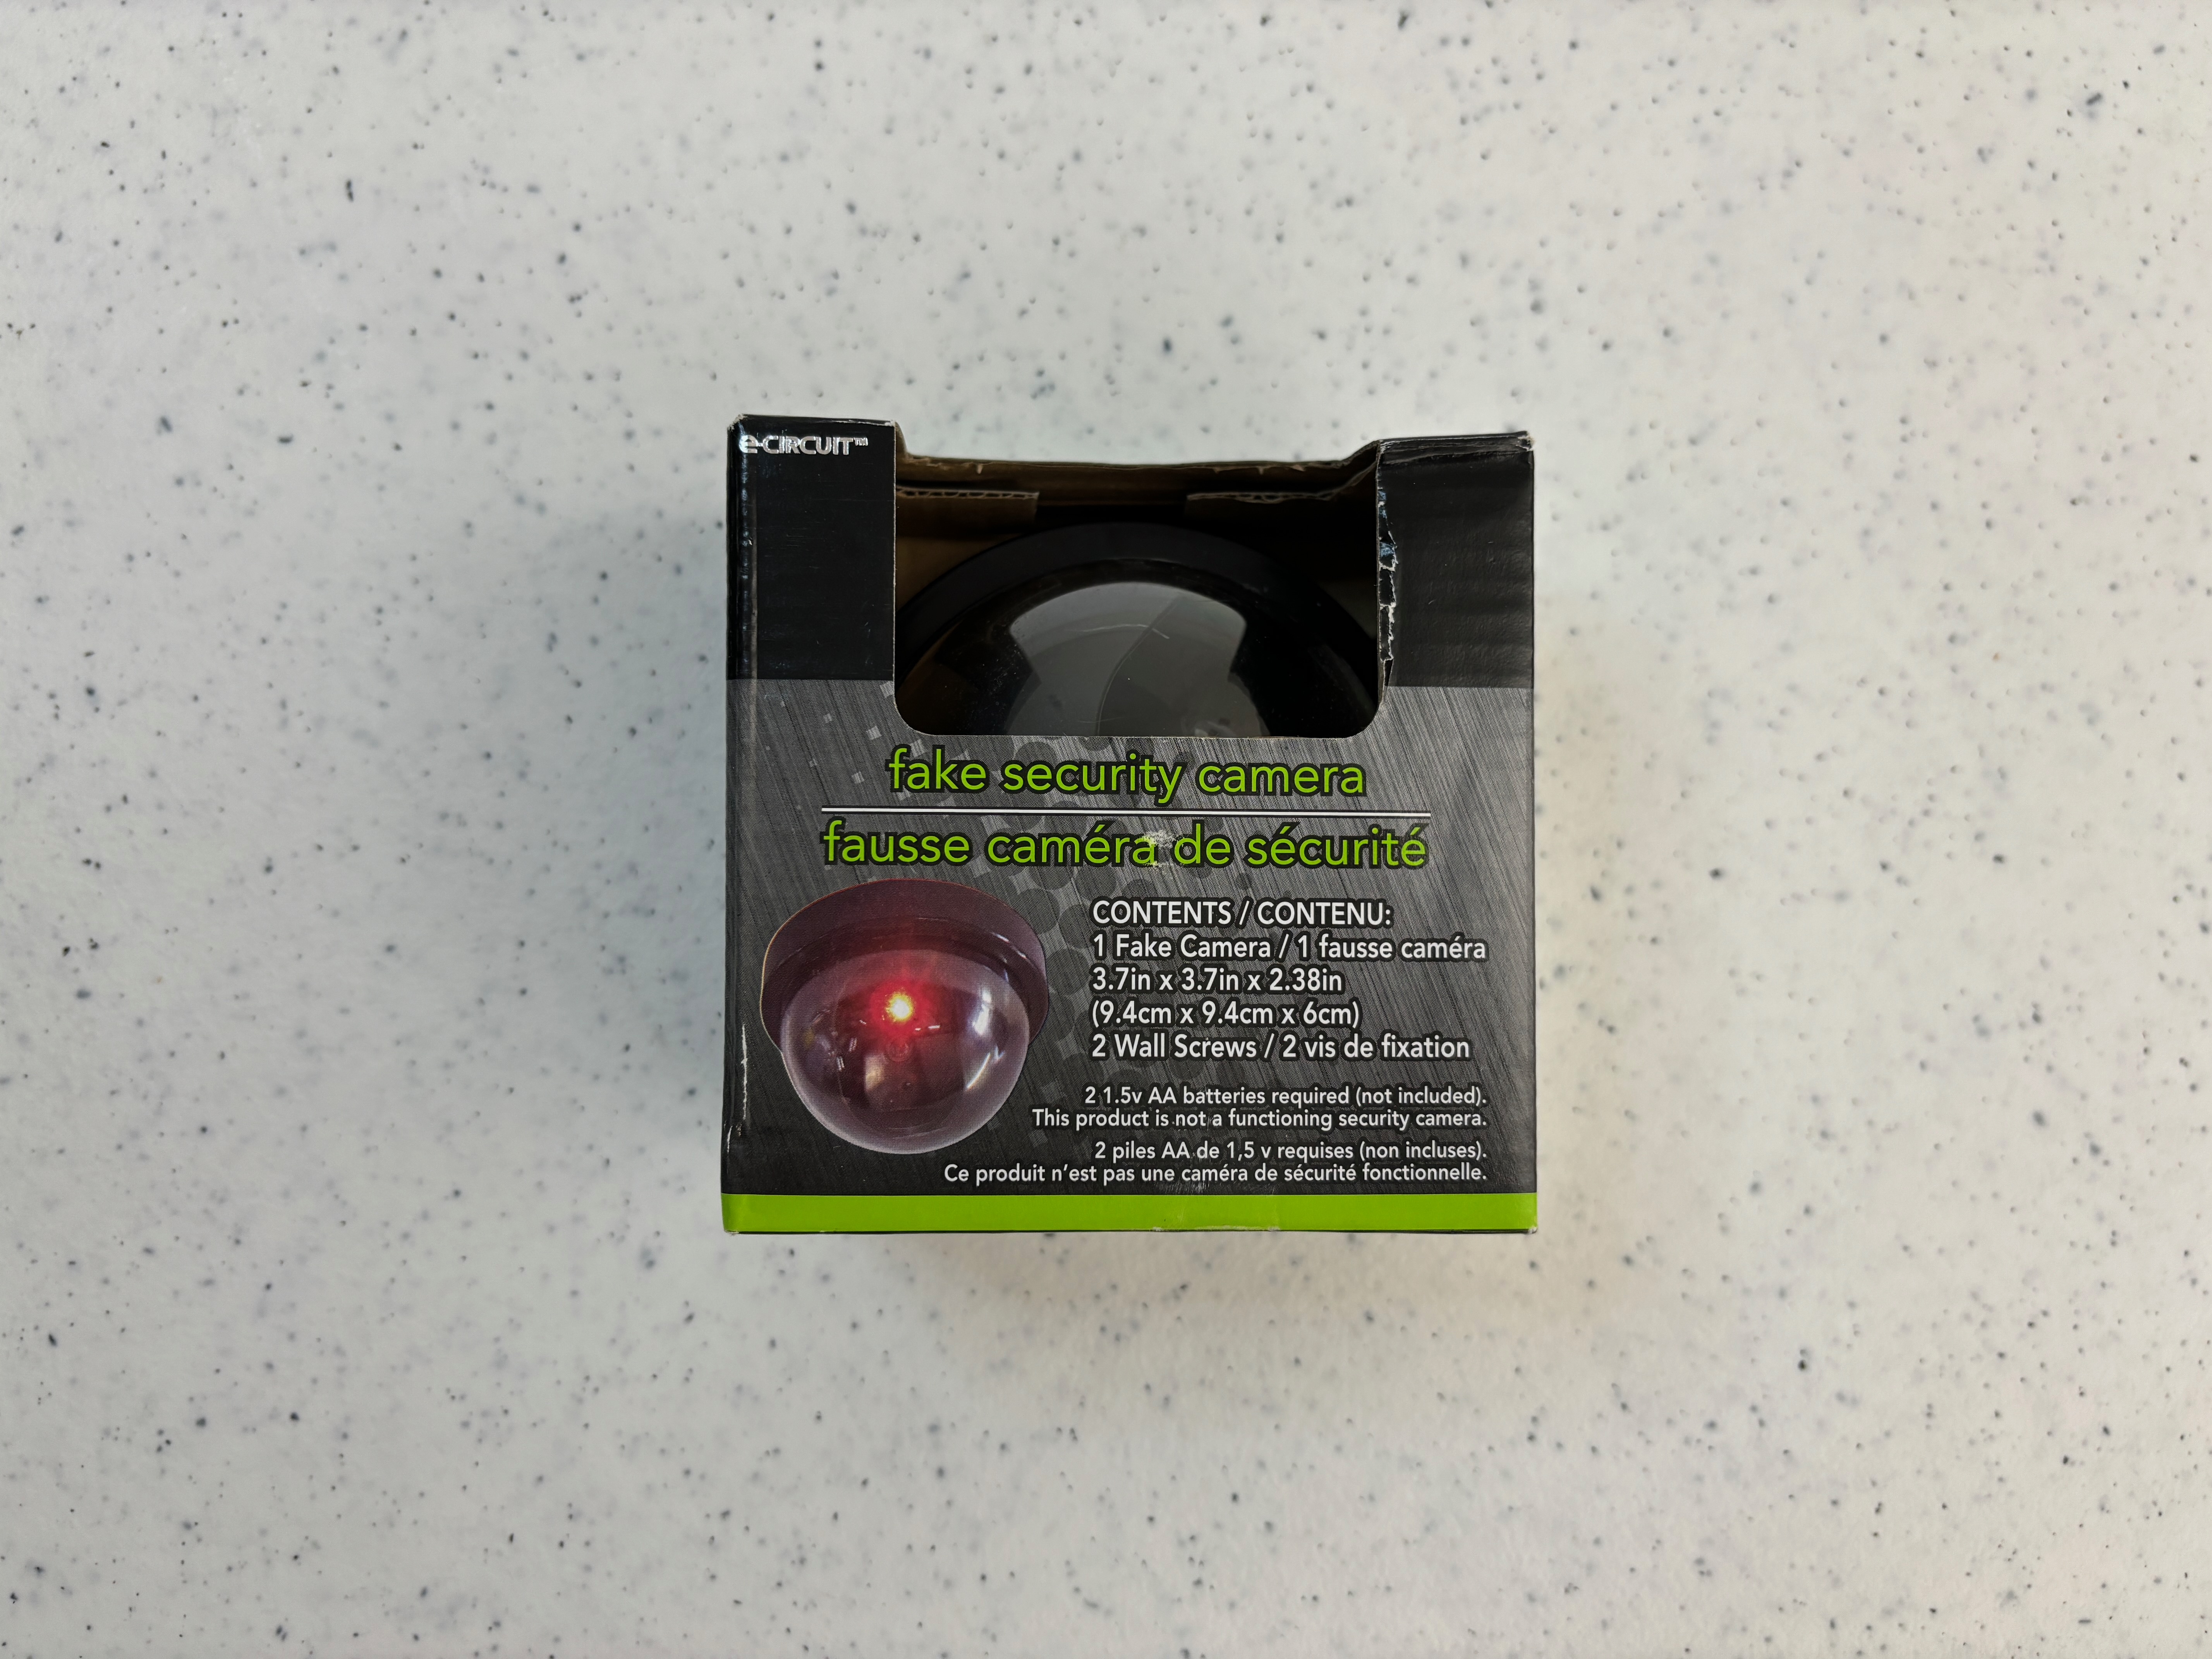 e-CIRCUIT™
fake security camera
fausse caméra de sécurité
CONTENTS / CONTENU:
1 Fake Camera / 1 fausse caméra
3.7in x 3.7in x 2.38in
(9.4cm x 9.4cm x 6cm)
2 Wall Screws / 2 vis de fixation
2 1.5v AA batteries required (not included).
This product is not a functioning security camera.
2 piles AA de 1,5 v requises (non incluses).
Ce produit n'est pas une caméra de sécurité fonctionnelle.